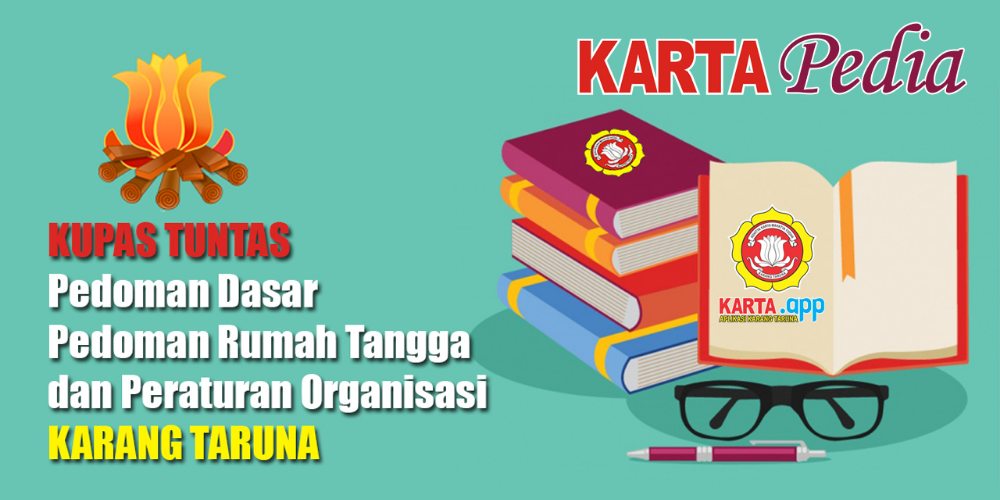 KARTA Pedia
KUPAS TUNTAS
Pedoman Dasar
Pedoman Rumah Tangga
dan Peraturan Organisasi
KARANG TARUNA
KARTA.app
APLIKASI KARANG TARUNA